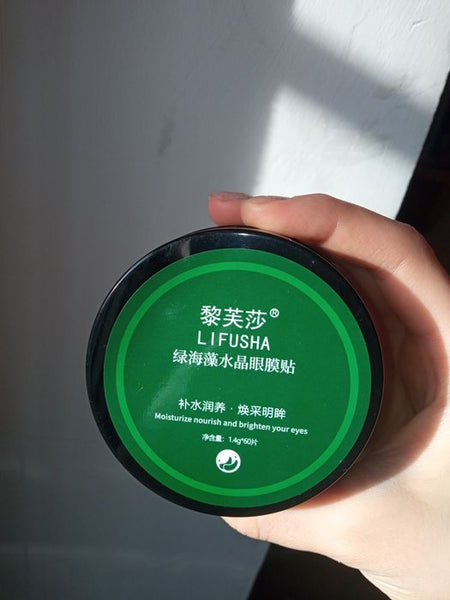 黎芙莎®
LIFUSHA
绿海藻水晶眼膜贴
补水润养·焕采明眸
Moisturize nourish and brighten your eyes
净含量：1.4g*60片